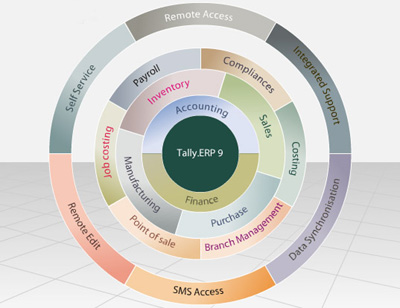 Remote Access
Self Service
Integrated Support
Payroll
Compliances
Inventory
Accounting
Sales
Job costing
Costing
Tally.ERP 9
Manufacturing
Finance
Purchase
Point of sale
Branch Management
Remote Edit
Data Synchronisation
SMS Access